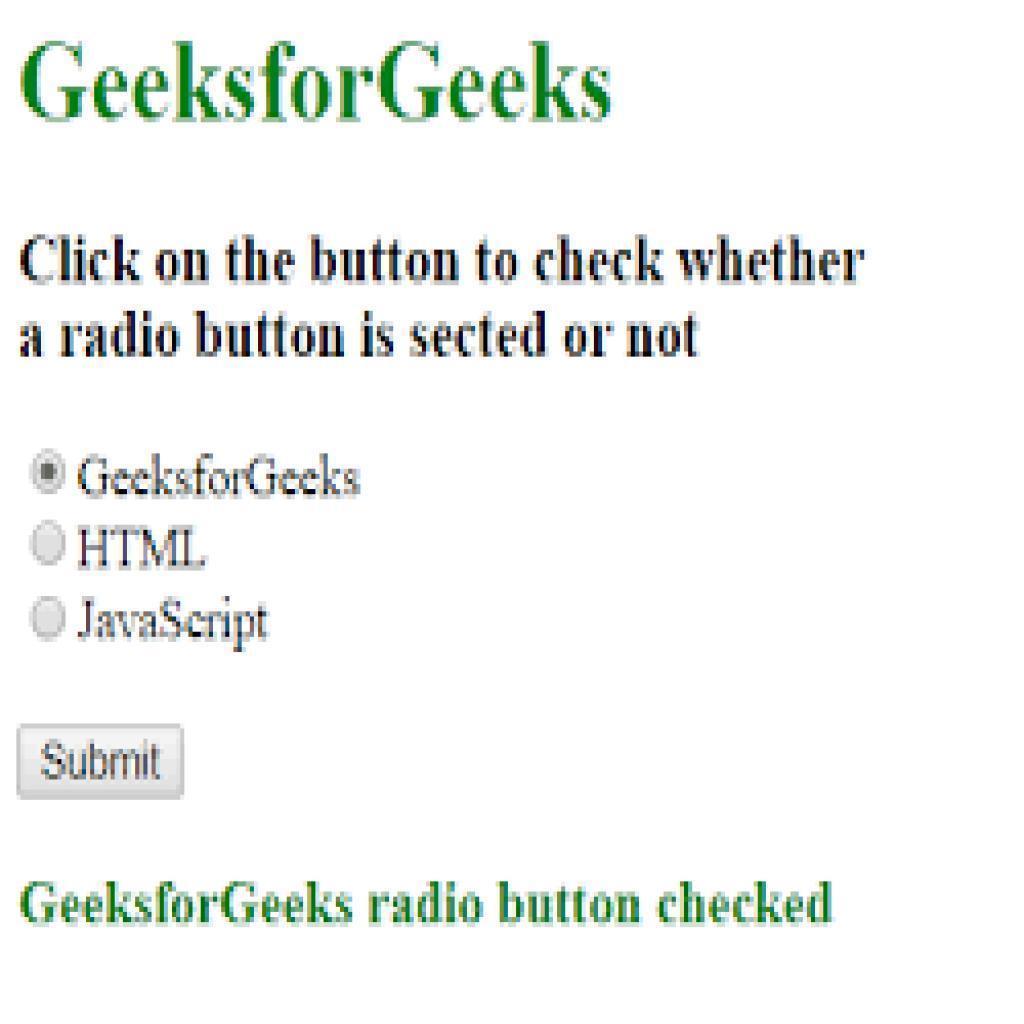 GeeksforGeeks
Click on the button to check whether
a radio button is sected or not
GeeksforGeeks
HTML
JavaScript
Submit
GeeksforGeeks radio button checked